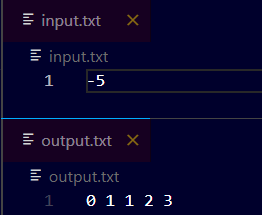 input.txt ×
input.txt
1 -5
output.txt ×
output.txt
1 0 1 1 2 3